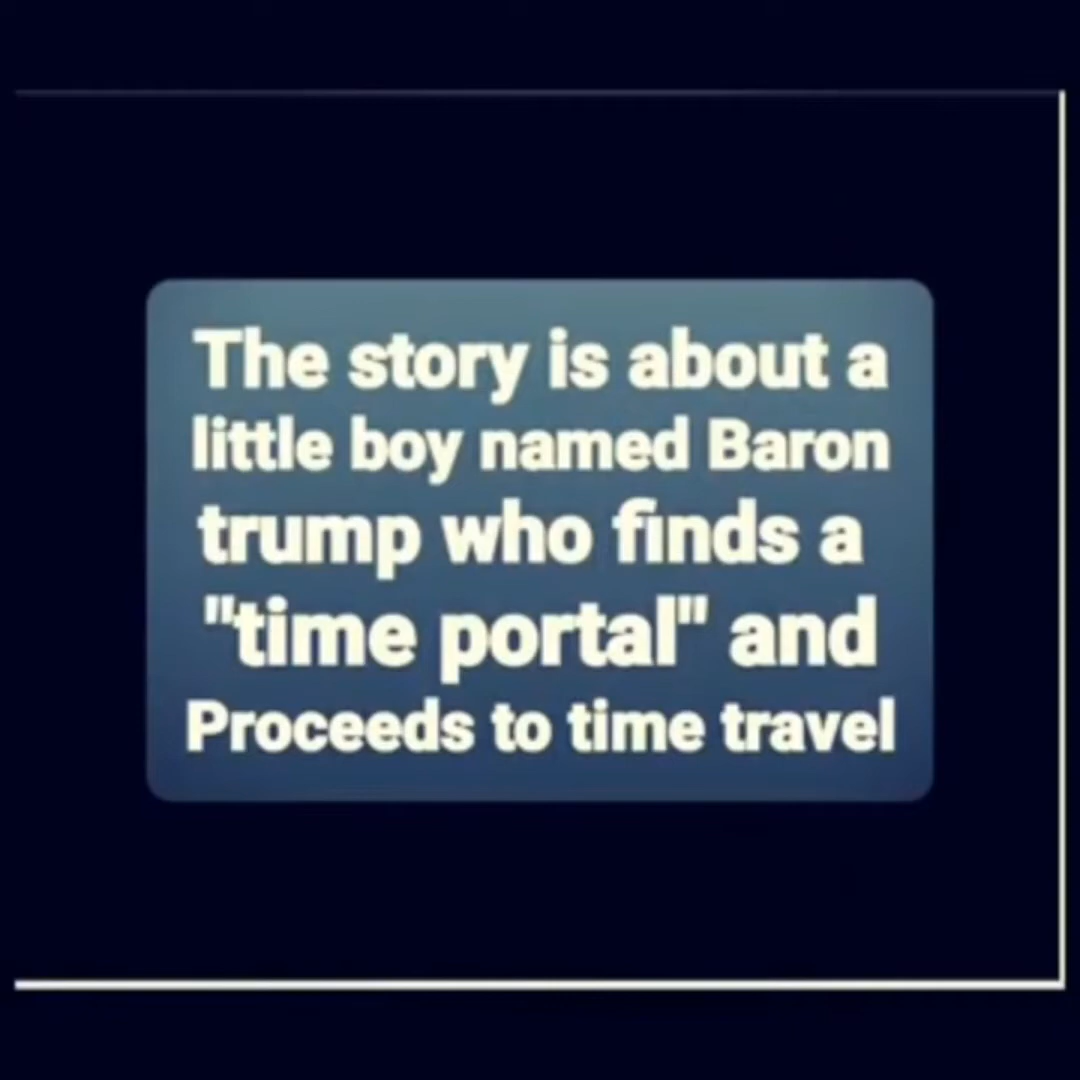 The story is about a
little boy named Baron
trump who finds a
"time portal" and
Proceeds to time travel